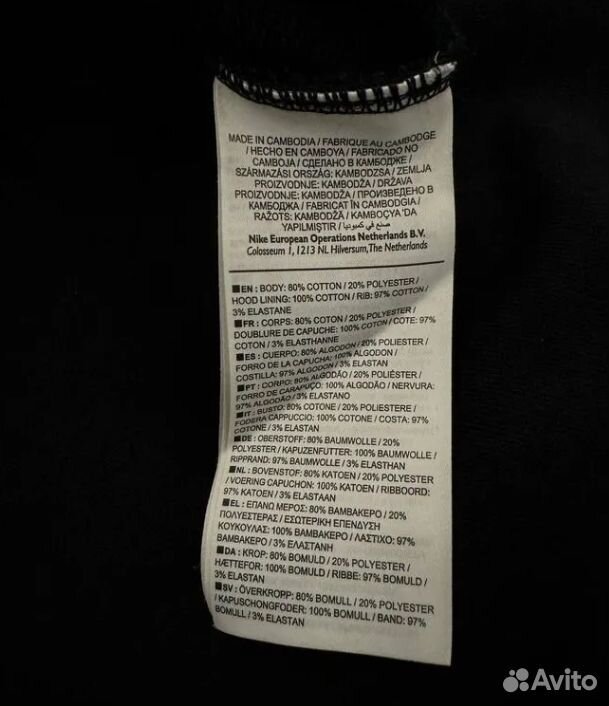 MADE IN CAMBODIA / FABRIQUE AU CAMBODGE
/ HECHO EN CAMBOYA / FABRICADO NO
CAMBOJA / СДЕЛАНО В КАМБОДЖЕ /
SZÁRMAZÁSI ORSZÁG: KAMBODZSA / ZEMLJA
PROIZVODNJE: KAMBODŽA / DRŽAVA
PROIZVODNJE: KAMBODŽA / ПРОИЗВЕДЕНО В
КАМБОДЖА / FABRICAT ÎN CAMBODGIA /
RAŽOTS: KAMBODŽĀ / KAMBOÇYA 'DA
YAPILMIŞTIR / صنع في كمبوديا
Nike European Operations Netherlands B.V.
Colosseum 1, 1213 NL Hilversum, The Netherlands
■EN : BODY: 80% COTTON / 20% POLYESTER /
HOOD LINING: 100% COTTON / RIB: 97% COTTON /
3% ELASTANE
■FR : CORPS: 80% COTON / 20% POLYESTER /
DOUBLURE DE CAPUCHE: 100% COTON / COTE: 97%
COTON / 3% ELASTHANNE
■ES : CUERPO: 80% ALGODON / 20% POLIESTER /
FORRO DE LA CAPUCHA: 100% ALGODON /
COSTILLA: 97% ALGODON / 3% ELASTAN
■PT : CORPO: 80% ALGODÃO / 20% POLIÉSTER /
FORRO DE CARAPUÇO: 100% ALGODÃO / NERVURA:
97% ALGODÃO / 3% ELASTANO
■IT : BUSTO: 80% COTONE / 20% POLIESTERE /
FODERA CAPPUCCIO: 100% COTONE / COSTA: 97%
COTONE / 3% ELASTAN
■DE : OBERSTOFF: 80% BAUMWOLLE / 20%
POLYESTER / KAPUZENFUTTER: 100% BAUMWOLLE /
RIPPRAND: 97% BAUMWOLLE / 3% ELASTHAN
■NL : BOVENSTOF: 80% KATOEN / 20% POLYESTER
/ VOERING CAPUCHON: 100% KATOEN / RIBBOORD:
97% KATOEN / 3% ELASTAAN
■EL : ΕΠΑΝΩ ΜΕΡΟΣ: 80% ΒΑΜΒΑΚΕΡΟ / 20%
ΠΟΛΥΕΣΤΕΡΑΣ / ΕΣΩΤΕΡΙΚΗ ΕΠΕΝΔΥΣΗ
ΚΟΥΚΟΥΛΑΣ: 100% ΒΑΜΒΑΚΕΡΟ / ΛΑΣΤΙΧΟ: 97%
ΒΑΜΒΑΚΕΡΟ / 3% ΕΛΑΣΤΑΝΗ
■DA : KROP: 80% BOMULD / 20% POLYESTER /
HÆTTEFOR: 100% BOMULD / RIBBE: 97% BOMULD /
3% ELASTAN
■SV : ÖVERKROPP: 80% BOMULL / 20% POLYESTER
/ KAPUSCHONGFODER: 100% BOMULL / BAND: 97%
BOMULL / 3% ELASTAN
Avito